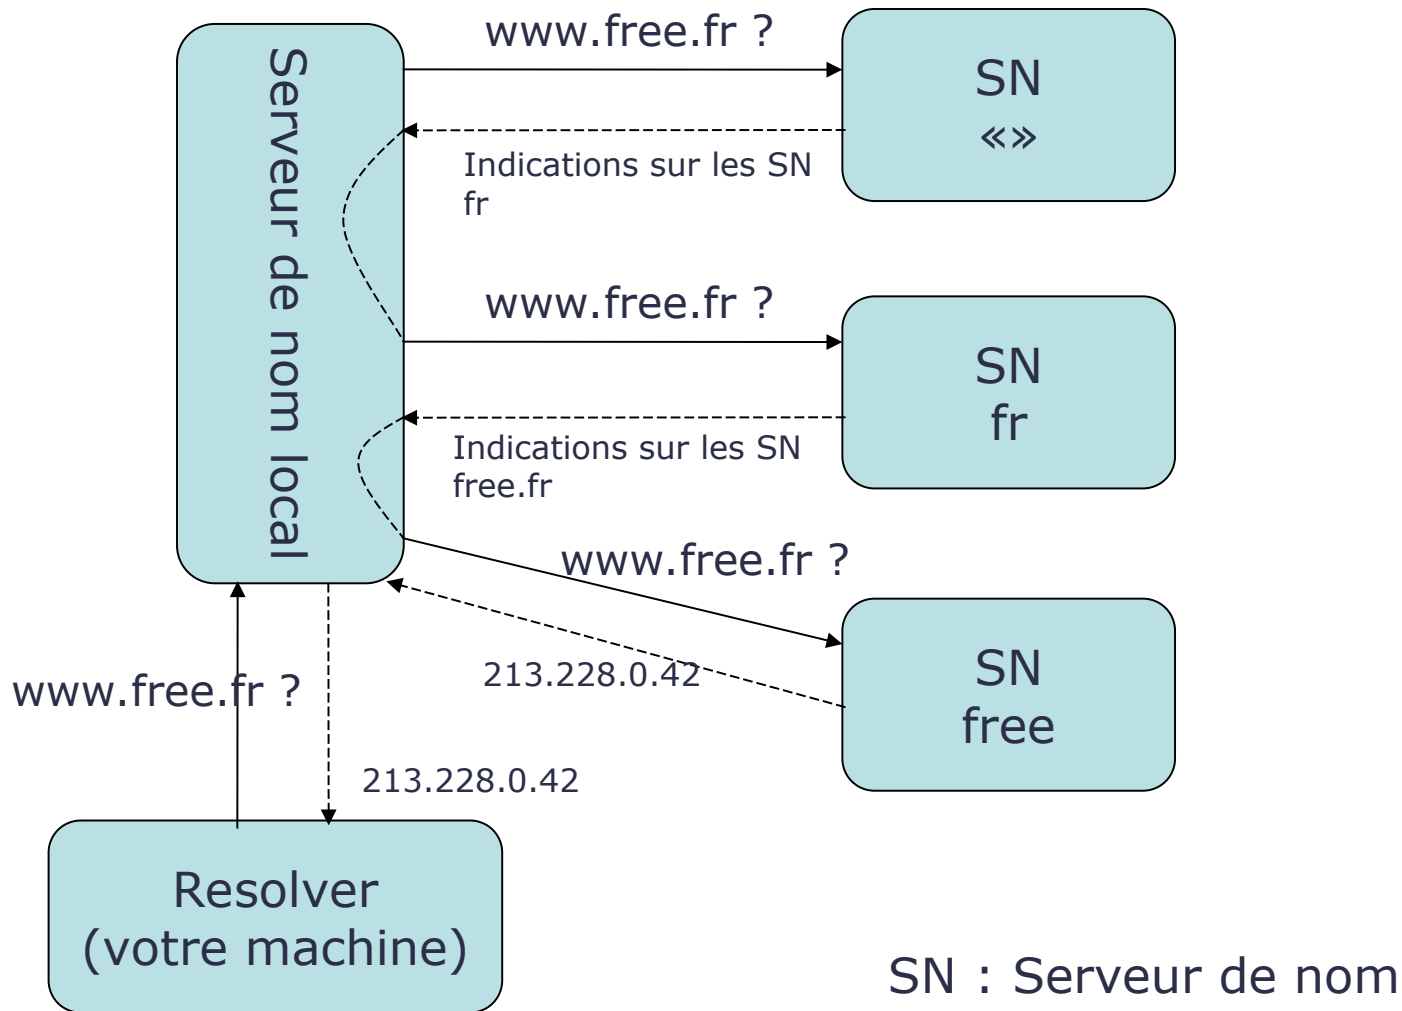 www.free.fr ?
SN
«»
Indications sur les SN
fr
Serveur de nom local
www.free.fr ?
SN
fr
Indications sur les SN
free.fr
www.free.fr ?
SN
free
213.228.0.42
www.free.fr ?
213.228.0.42
Resolver
(votre machine)
SN : Serveur de nom